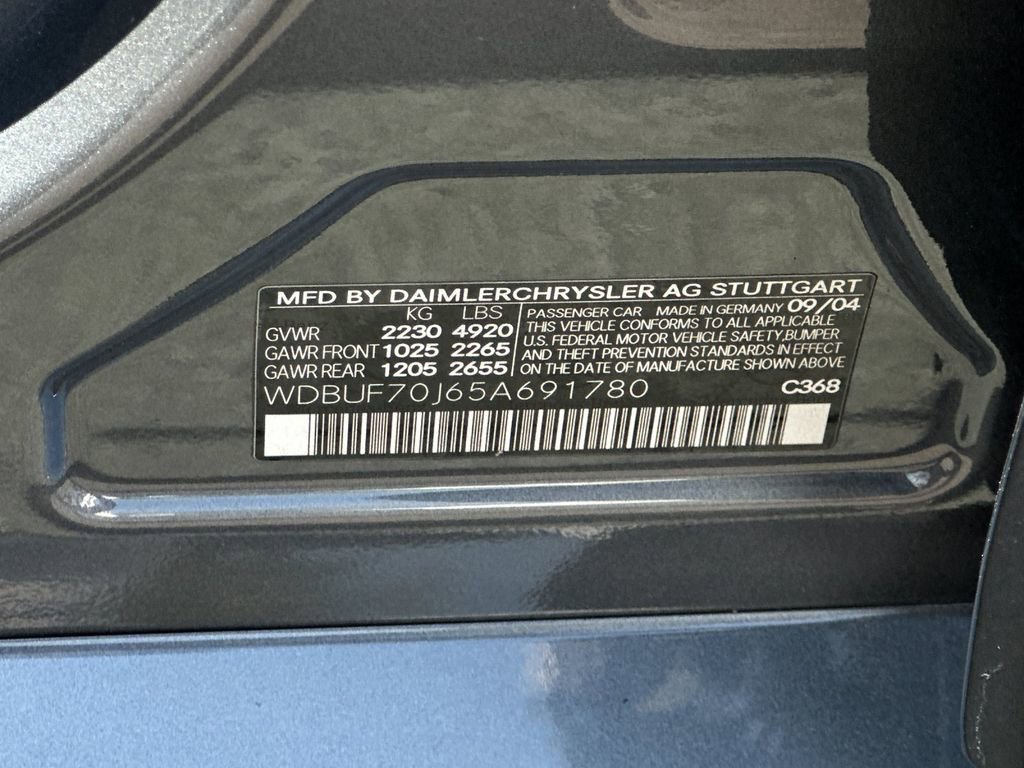 MFD BY DAIMLERCHRYSLER AG STUTTGART
KG LBS
GVWR 2230 4920
GAWR FRONT 1025 2265
GAWR REAR 1205 2655
PASSENGER CAR MADE IN GERMANY 09/04
THIS VEHICLE CONFORMS TO ALL APPLICABLE
U.S. FEDERAL MOTOR VEHICLE SAFETY,BUMPER
AND THEFT PREVENTION STANDARDS IN EFFECT
ON THE DATE OF MANUFACTURE SHOWN ABOVE
WDBUF70J65A691780 C368